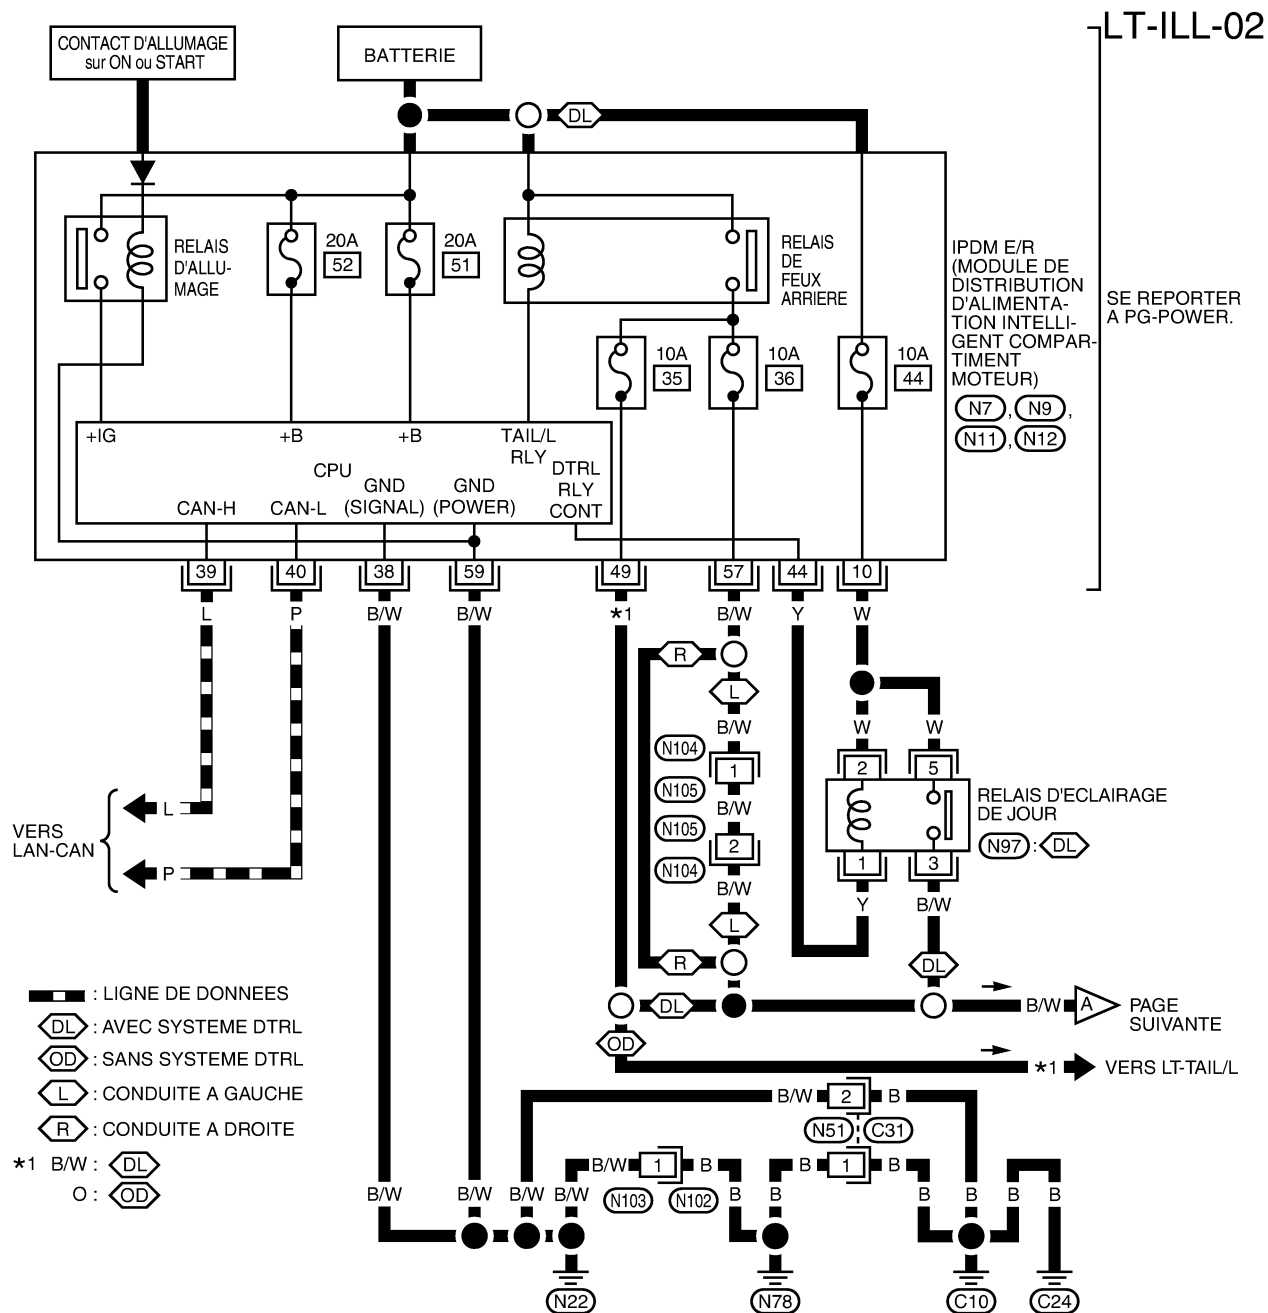 LT-ILL-02
CONTACT D'ALLUMAGE
sur ON ou START
BATTERIE
DL
RELAIS
D'ALLU-
MAGE
20A
52
20A
51
RELAIS
DE
FEUX
ARRIERE
10A
35
10A
36
10A
44
IPDM E/R
(MODULE DE
DISTRIBUTION
D'ALIMENTA-
TION INTELLI-
GENT COMPAR-
TIMENT
MOTEUR)
N7 , N9 ,
N11 , N12
SE REPORTER
A PG-POWER.
+IG
+B
+B
TAIL/L
RLY
CPU
DTRL
RLY
CONT
CAN-H
CAN-L
GND
(SIGNAL)
GND
(POWER)
39 40 38 59 49 57 44 10
L P B/W B/W *1 B/W Y W
R
L
B/W
W W
N104
1
2 5
N105
B/W
N105
2
N104
B/W
RELAIS D'ECLAIRAGE
DE JOUR
N97 : DL
1 3
Y B/W
L
R
DL
VERS
LAN-CAN
L
P
DL
B/W
A
PAGE
SUIVANTE
OD
*1
VERS LT-TAIL/L
: LIGNE DE DONNEES
DL : AVEC SYSTEME DTRL
OD : SANS SYSTEME DTRL
L : CONDUITE A GAUCHE
R : CONDUITE A DROITE
*1 B/W : DL
O : OD
B/W 2 B
N51 C31
B/W 1 B
B 1 B
N103 N102
B/W B/W B/W B/W B B B B B B
N22 N78 C10 C24